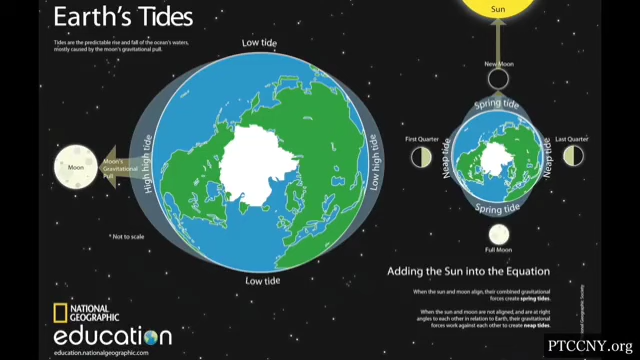 Earth's Tides
Tides are the predictable rise and fall of the ocean's waters,
mostly caused by the moon's gravitational pull.
Low tide
High high tide
Low high tide
Low tide
Moon
Moon's
Gravitational
Pull
* Not to scale
Sun
New Moon
Spring tide
First Quarter
Neap tide
Neap tide
Last Quarter
Spring tide
Full Moon
Adding the Sun into the Equation
When the sun and moon align, their combined gravitational
forces create spring tides.
When the sun and moon are not aligned, and are at right
angles to each other in relation to Earth, their gravitational
forces work against each other to create neap tides.
NATIONAL
GEOGRAPHIC
education
education.nationalgeographic.com
National Geographic Society
PTCCNY.org